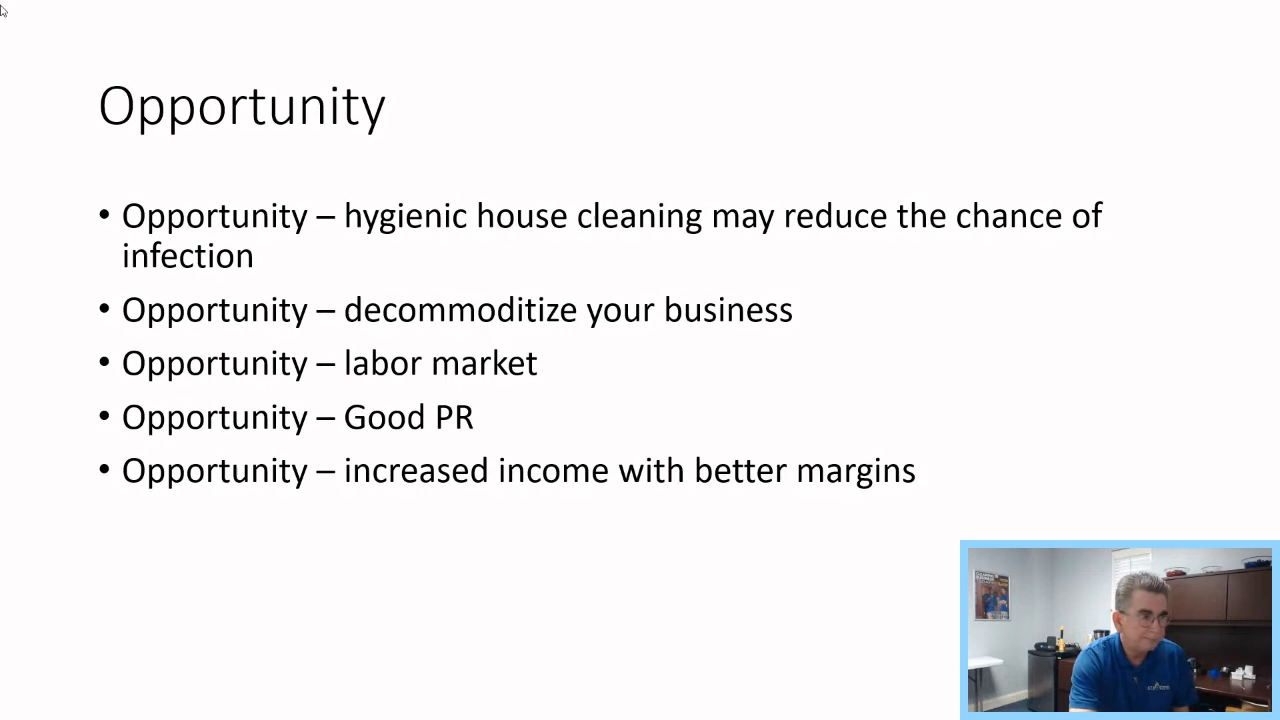 Opportunity
• Opportunity – hygienic house cleaning may reduce the chance of
infection
• Opportunity – decommoditize your business
• Opportunity – labor market
• Opportunity – Good PR
• Opportunity – increased income with better margins